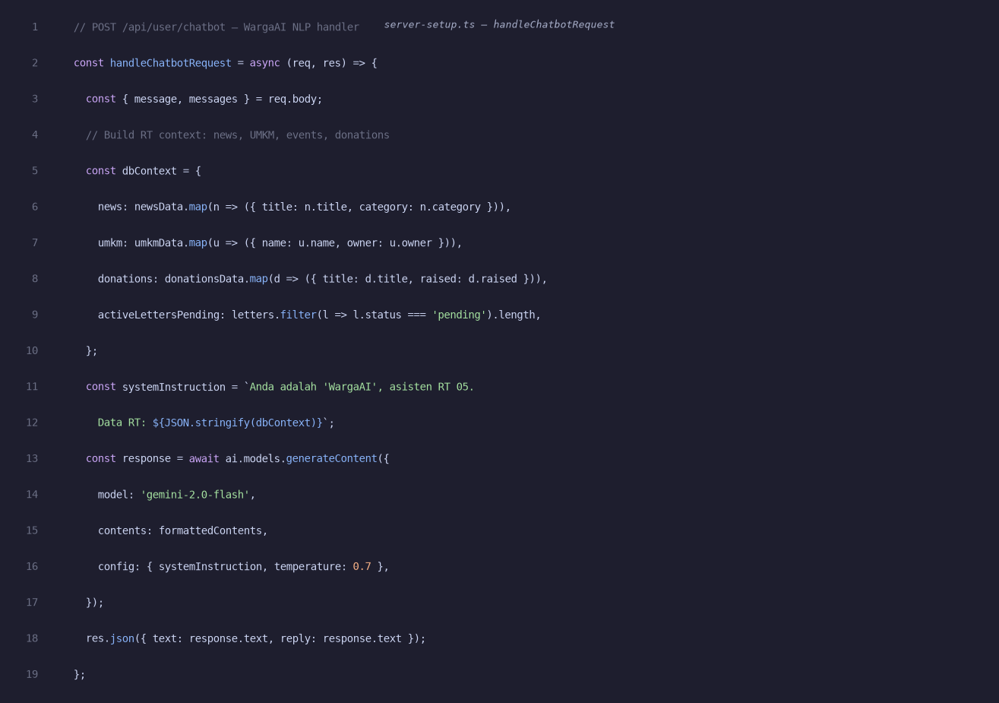 1 // POST /api/user/chatbot — WargaAI NLP handler server-setup.ts — handleChatbotRequest
2 const handleChatbotRequest = async (req, res) => {
3 const { message, messages } = req.body;
4 // Build RT context: news, UMKM, events, donations
5 const dbContext = {
6 news: newsData.map(n => ({ title: n.title, category: n.category })),
7 umkm: umkmData.map(u => ({ name: u.name, owner: u.owner })),
8 donations: donationsData.map(d => ({ title: d.title, raised: d.raised })),
9 activeLettersPending: letters.filter(l => l.status === 'pending').length,
10 };
11 const systemInstruction = `Anda adalah 'WargaAI', asisten RT 05.
12 Data RT: ${JSON.stringify(dbContext)}`;
13 const response = await ai.models.generateContent({
14 model: 'gemini-2.0-flash',
15 contents: formattedContents,
16 config: { systemInstruction, temperature: 0.7 },
17 });
18 res.json({ text: response.text, reply: response.text });
19 };